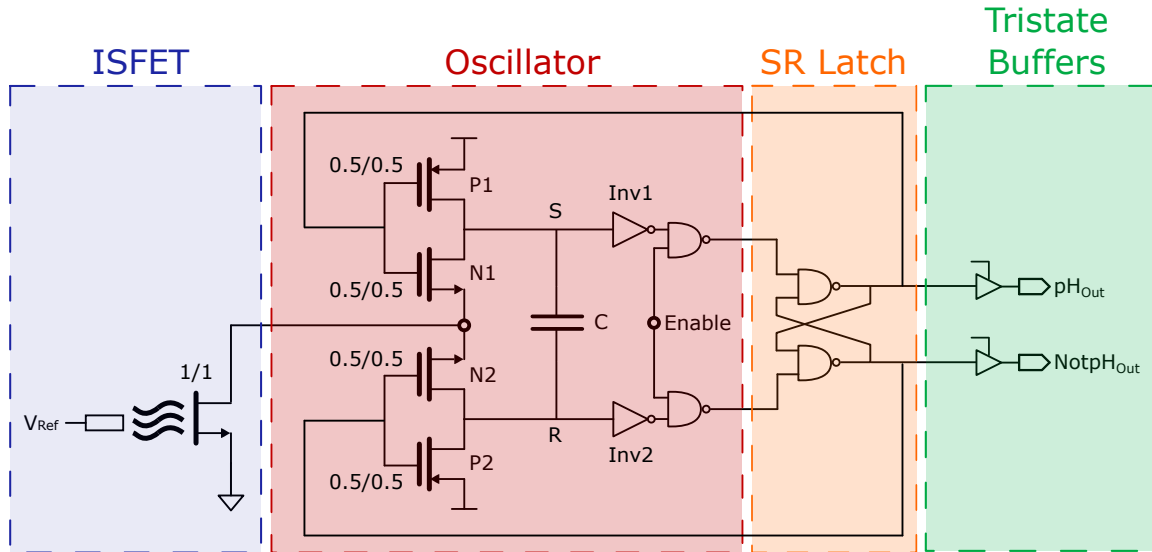 ISFET
Oscillator
SR Latch
Tristate
Buffers
0.5/0.5
P1
Inv1
S
N1
0.5/0.5
C
Enable
pHOut
0.5/0.5
N2
1/1
NotpHOut
VRef
R
Inv2
P2
0.5/0.5